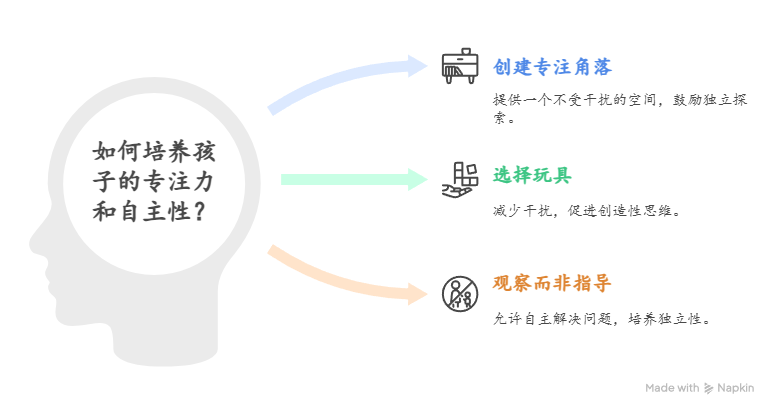 如何培养孩
子的专注力
和自主性？
创建专注角落
提供一个不受干扰的空间，鼓励独立探
索。
选择玩具
减少干扰，促进创造性思维。
观察而非指导
允许自主解决问题，培养独立性。
Made with Napkin